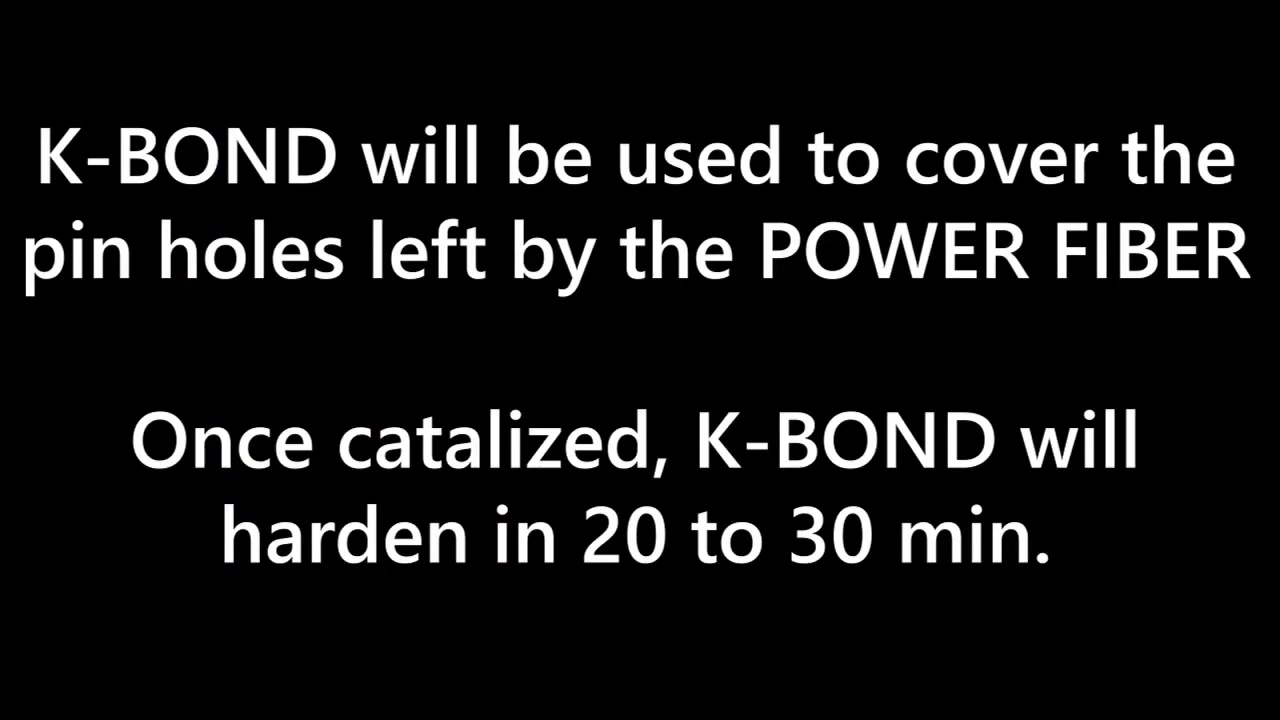 K-BOND will be used to cover the
pin holes left by the POWER FIBER
Once catalized, K-BOND will
harden in 20 to 30 min.